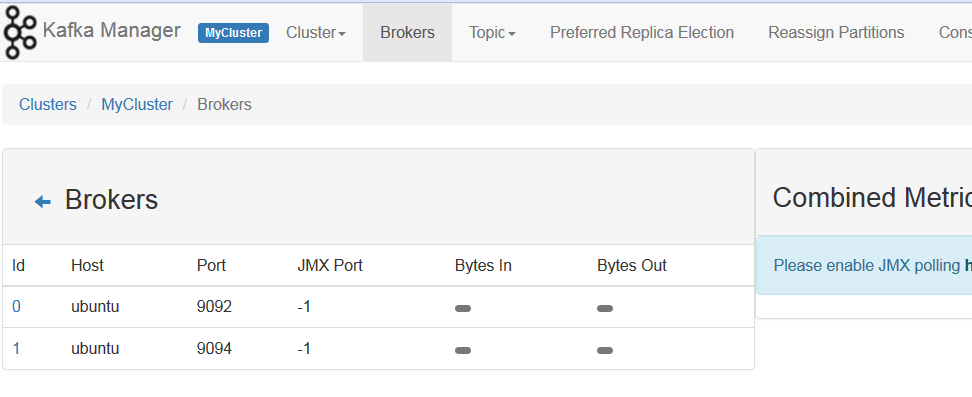 Kafka Manager MyCluster Cluster Brokers Topic Preferred Replica Election Reassign Partitions Cons
Clusters / MyCluster / Brokers
Brokers
Id Host Port JMX Port Bytes In Bytes Out
0 ubuntu 9092 -1
1 ubuntu 9094 -1
Combined Metric
Please enable JMX polling h